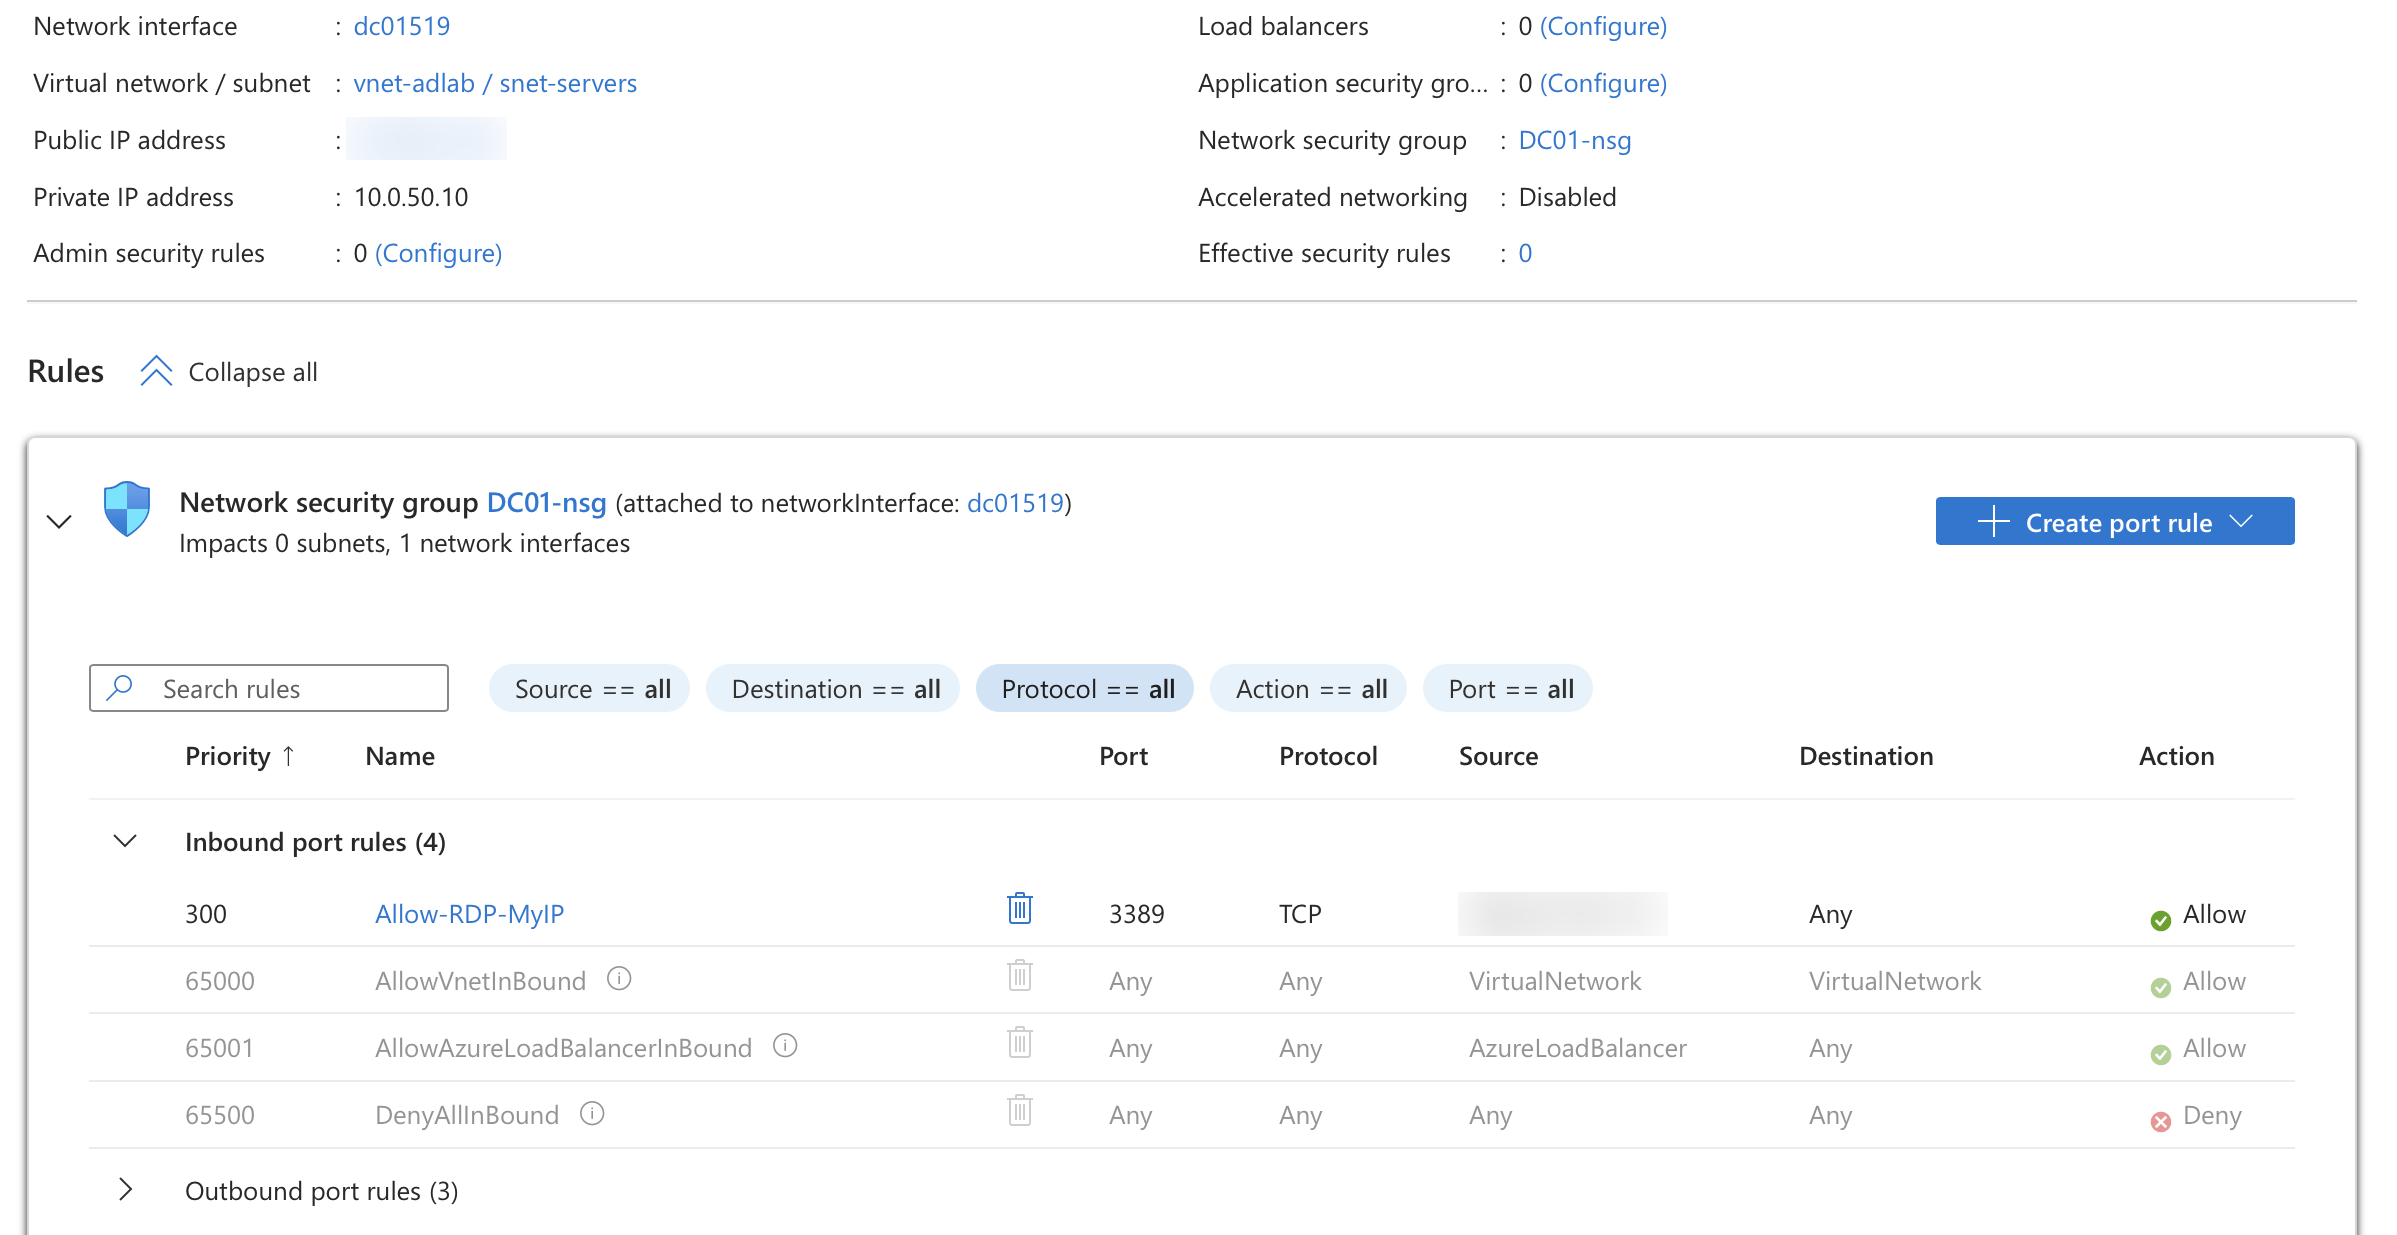 Network interface : dc01519
Load balancers : 0 (Configure)
Virtual network / subnet : vnet-adlab / snet-servers
Application security gro... : 0 (Configure)
Public IP address :
Network security group : DC01-nsg
Private IP address : 10.0.50.10
Accelerated networking : Disabled
Admin security rules : 0 (Configure)
Effective security rules : 0
Rules Collapse all
Network security group DC01-nsg (attached to networkInterface: dc01519)
Impacts 0 subnets, 1 network interfaces
Create port rule
Search rules Source == all Destination == all Protocol == all Action == all Port == all
Priority ↑ Name Port Protocol Source Destination Action
Inbound port rules (4)
300 Allow-RDP-MyIP 3389 TCP Any Allow
65000 AllowVnetInBound Any Any VirtualNetwork VirtualNetwork Allow
65001 AllowAzureLoadBalancerInBound Any Any AzureLoadBalancer Any Allow
65500 DenyAllInBound Any Any Any Any Deny
Outbound port rules (3)